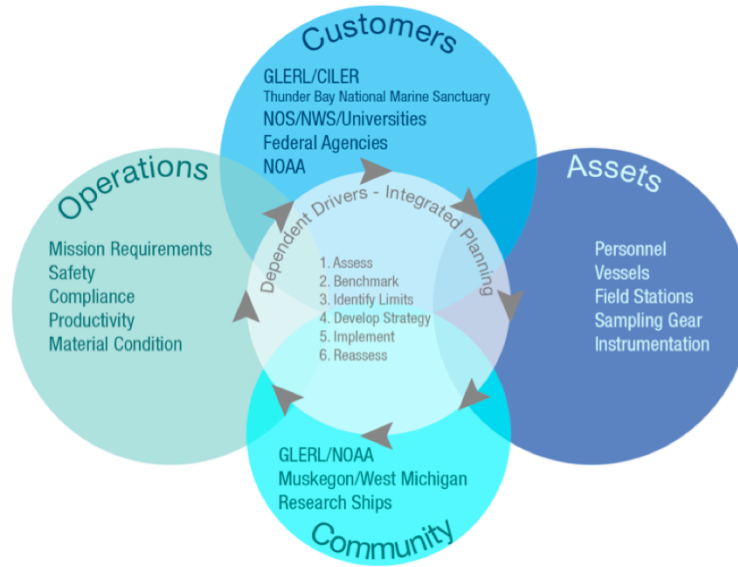 Customers
GLERL/CILER
Thunder Bay National Marine Sanctuary
NOS/NWS/Universities
Federal Agencies
NOAA
Operations
Mission Requirements
Safety
Compliance
Productivity
Material Condition
Dependent Drivers - Integrated Planning
1. Assess
2. Benchmark
3. Identify Limits
4. Develop Strategy
5. Implement
6. Reassess
Assets
Personnel
Vessels
Field Stations
Sampling Gear
Instrumentation
GLERL/NOAA
Muskegon/West Michigan
Research Ships
Community